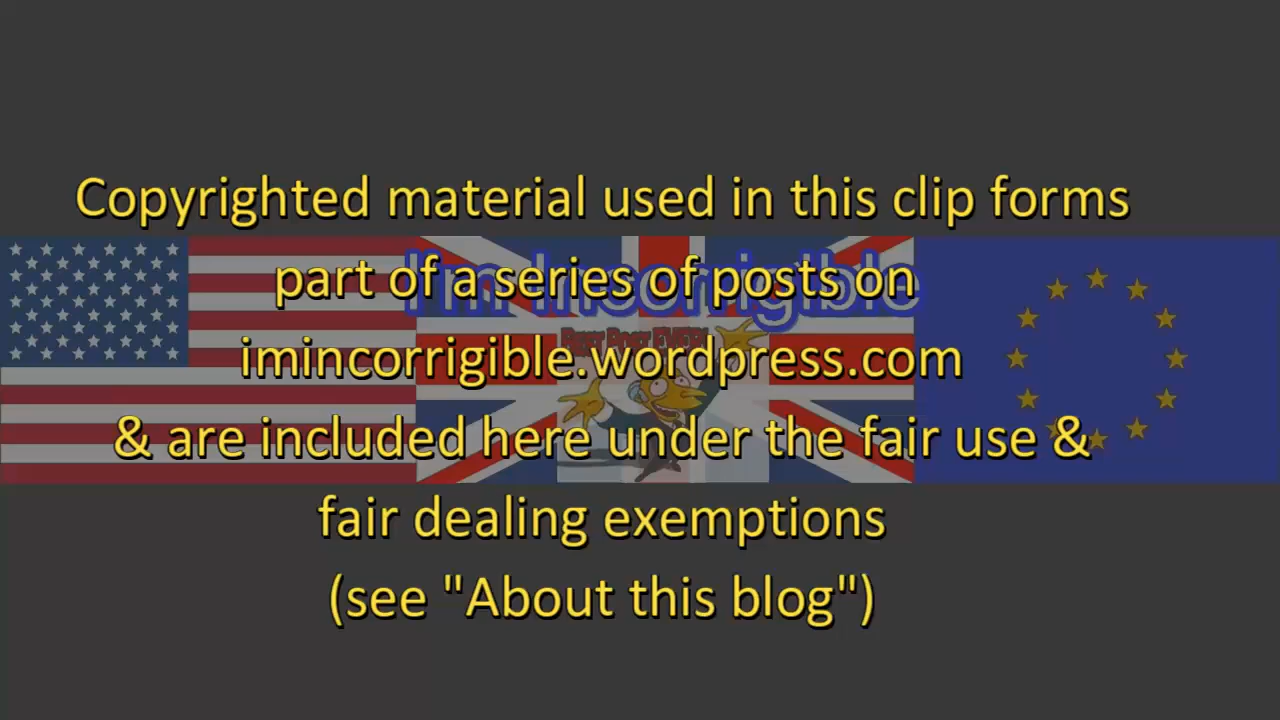 Copyrighted material used in this clip forms
part of a series of posts on
I'm Incorrigible
imincorrigible.wordpress.com
& are included here under the fair use &
fair dealing exemptions
(see "About this blog")